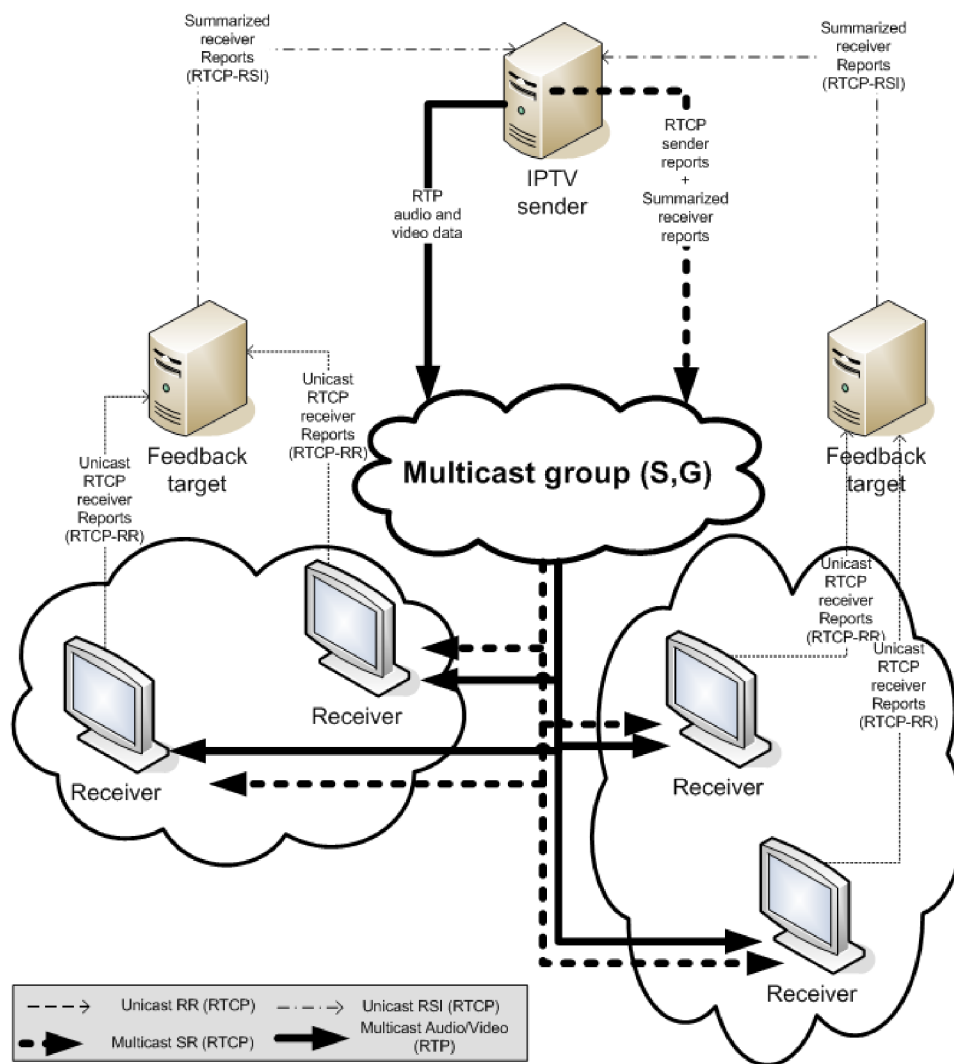 Summarized
receiver
Reports
(RTCP-RSI)
Summarized
receiver
Reports
(RTCP-RSI)
RTCP
sender
reports
+
Summarized
receiver
reports
IPTV
sender
RTP
audio and
video data
Unicast
RTCP
receiver
Reports
(RTCP-RR)
Feedback
target
Unicast
RTCP
receiver
Reports
(RTCP-RR)
Multicast group (S,G)
Feedback
target
Unicast
RTCP
receiver
Reports
(RTCP-RR)
Unicast
RTCP
receiver
Reports
(RTCP-RR)
Receiver
Receiver
Receiver
Receiver
Unicast RR (RTCP)
Unicast RSI (RTCP)
Multicast SR (RTCP)
Multicast Audio/Video
(RTP)